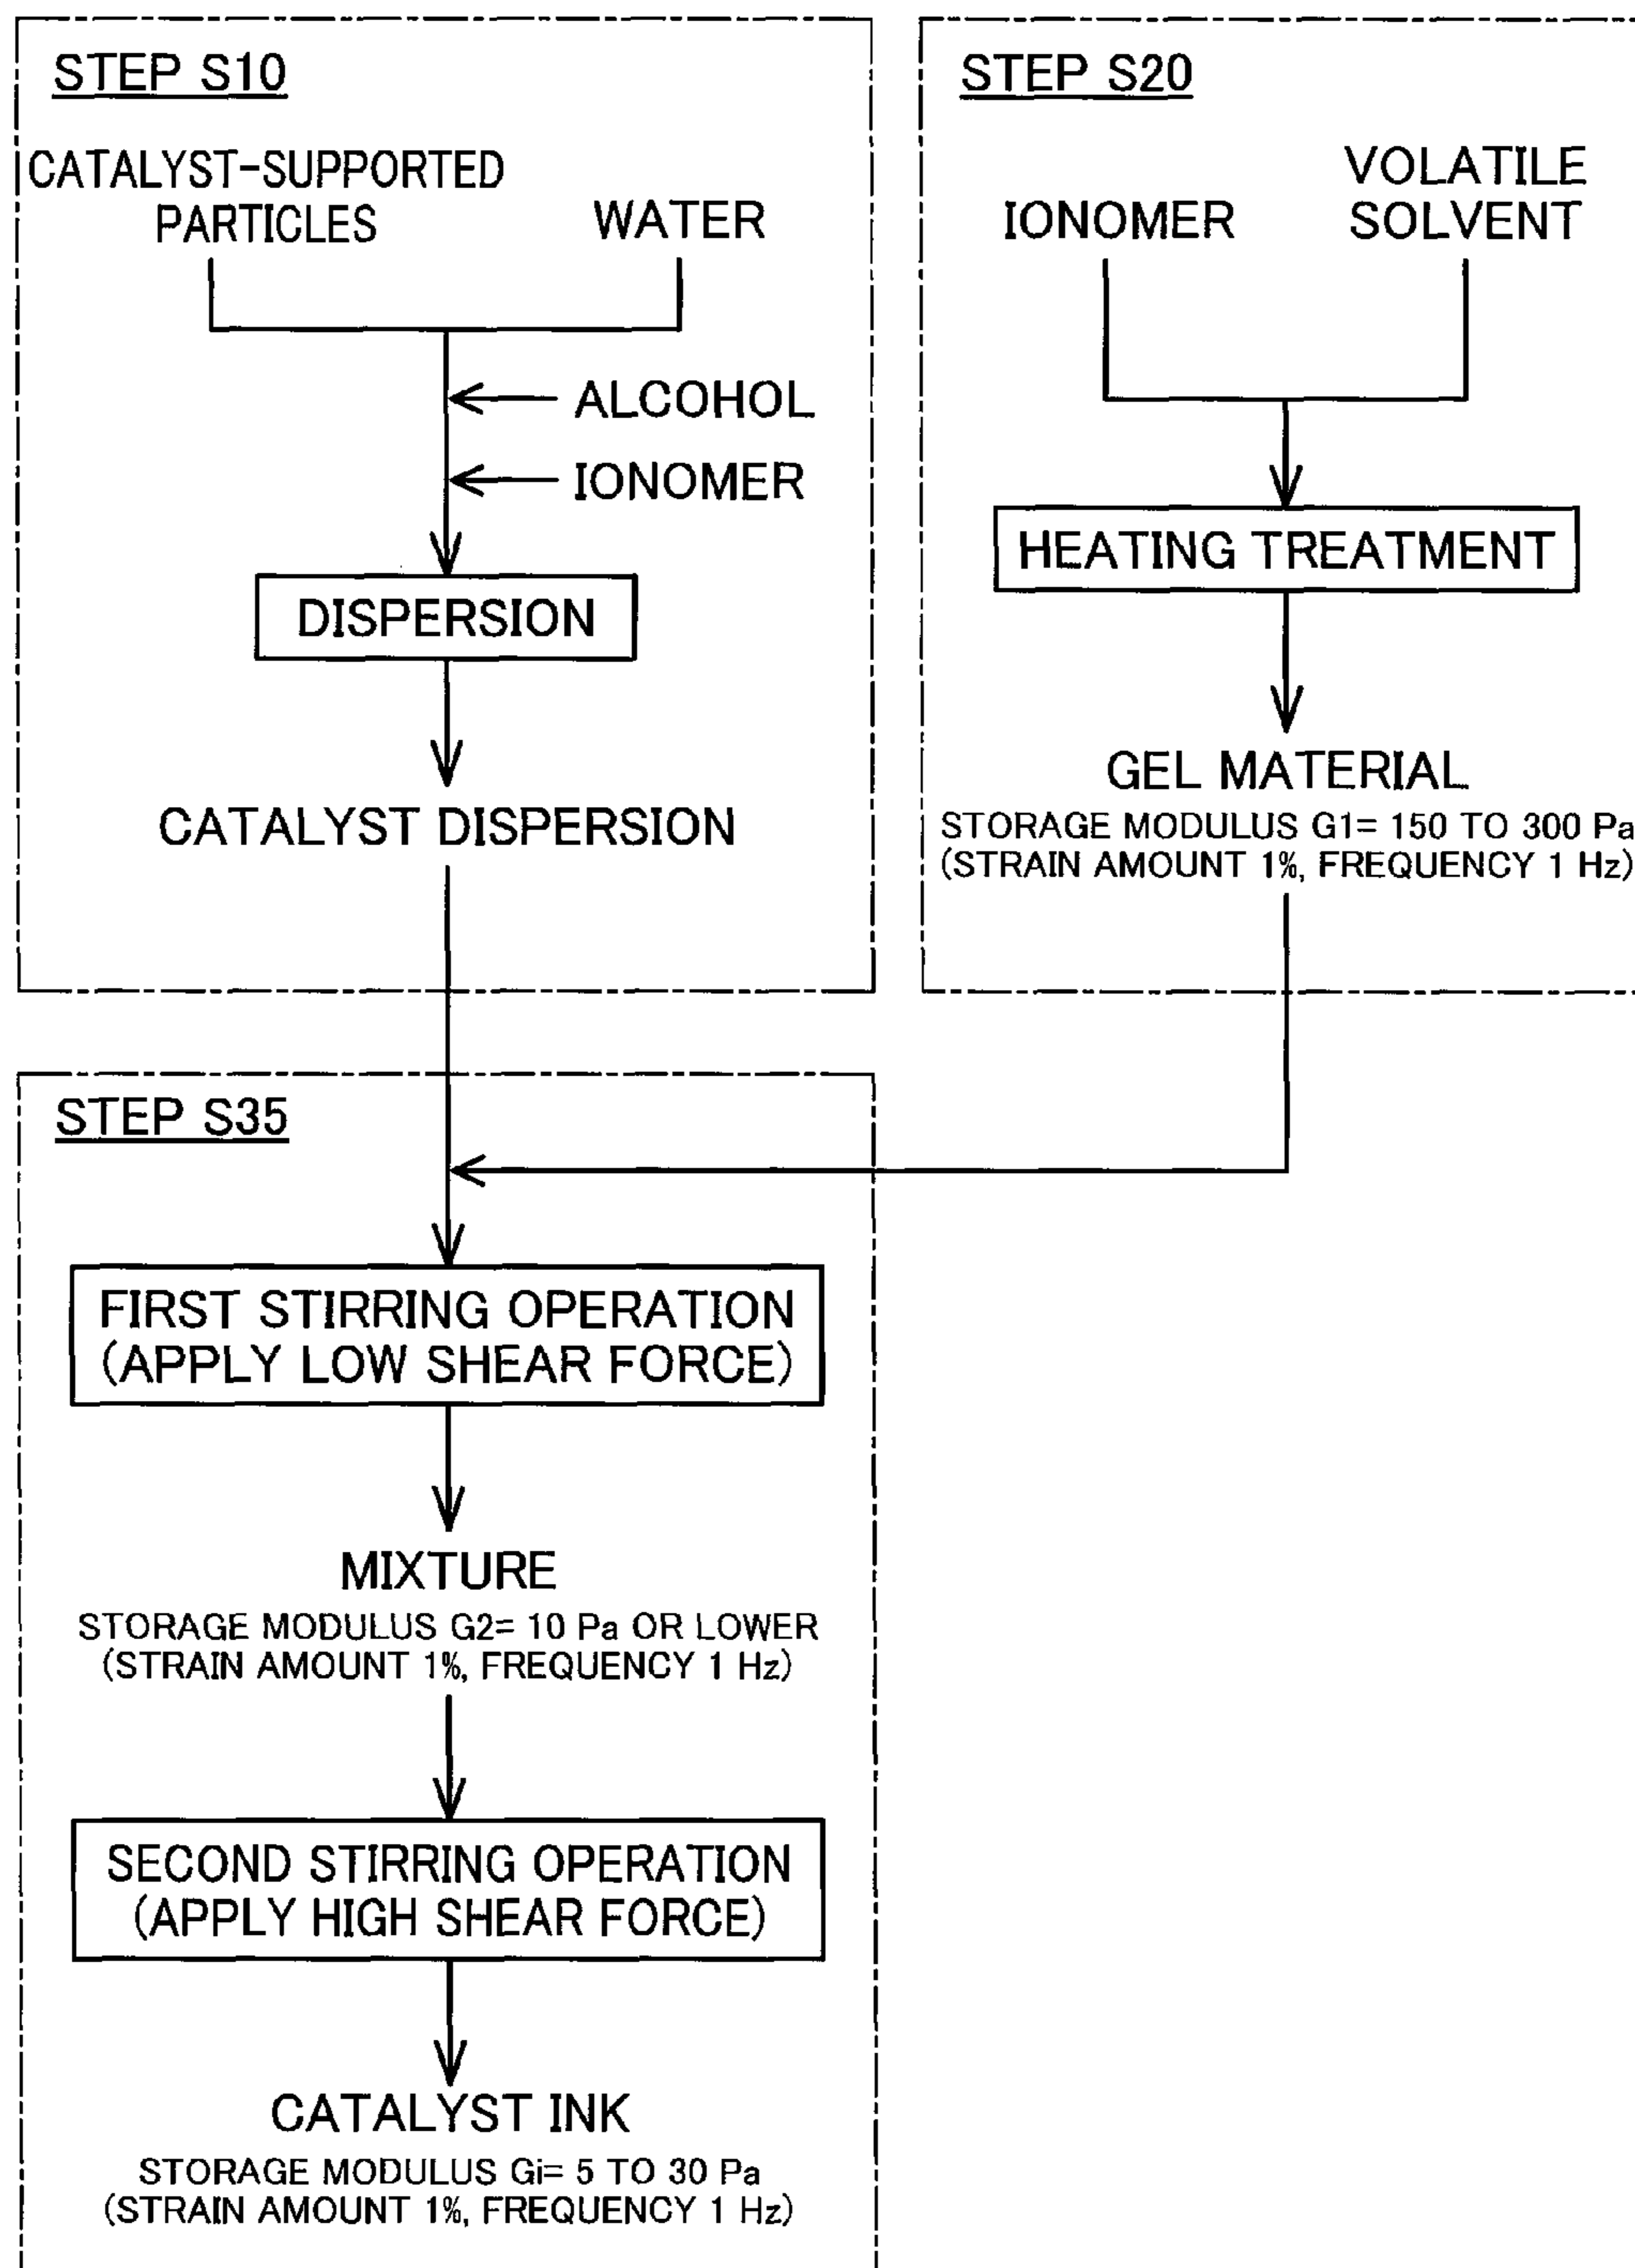 STEP S10
CATALYST-SUPPORTED
PARTICLES
WATER
ALCOHOL
IONOMER
DISPERSION
CATALYST DISPERSION
STEP S20
IONOMER
VOLATILE
SOLVENT
HEATING TREATMENT
GEL MATERIAL
STORAGE MODULUS G1= 150 TO 300 Pa
(STRAIN AMOUNT 1%, FREQUENCY 1 Hz)
STEP S35
FIRST STIRRING OPERATION
(APPLY LOW SHEAR FORCE)
MIXTURE
STORAGE MODULUS G2= 10 Pa OR LOWER
(STRAIN AMOUNT 1%, FREQUENCY 1 Hz)
SECOND STIRRING OPERATION
(APPLY HIGH SHEAR FORCE)
CATALYST INK
STORAGE MODULUS Gi= 5 TO 30 Pa
(STRAIN AMOUNT 1%, FREQUENCY 1 Hz)